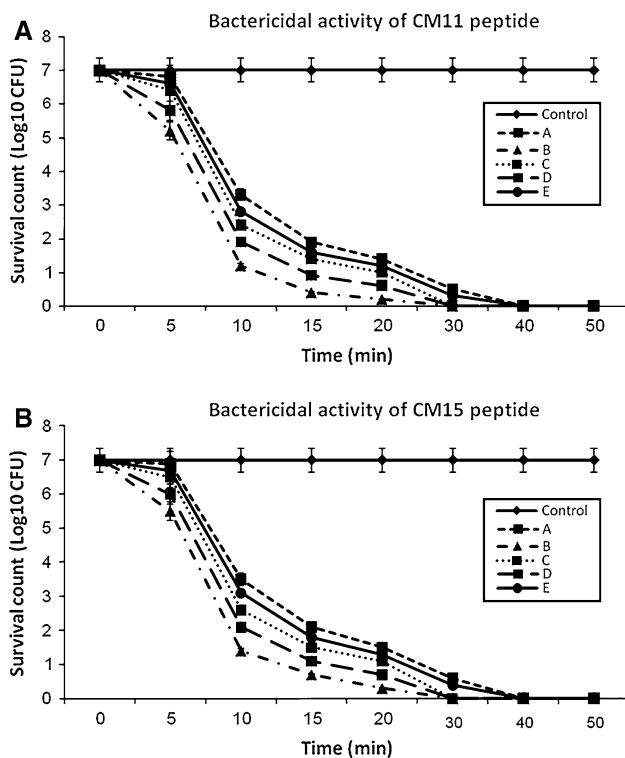 A
Bactericidal activity of CM11 peptide
Survival count (Log10 CFU)
8
7
6
5
4
3
2
1
0
0 5 10 15 20 30 40 50
Time (min)
Control
A
B
C
D
E
B
Bactericidal activity of CM15 peptide
Survival count (Log10 CFU)
8
7
6
5
4
3
2
1
0
0 5 10 15 20 30 40 50
Time (min)
Control
A
B
C
D
E